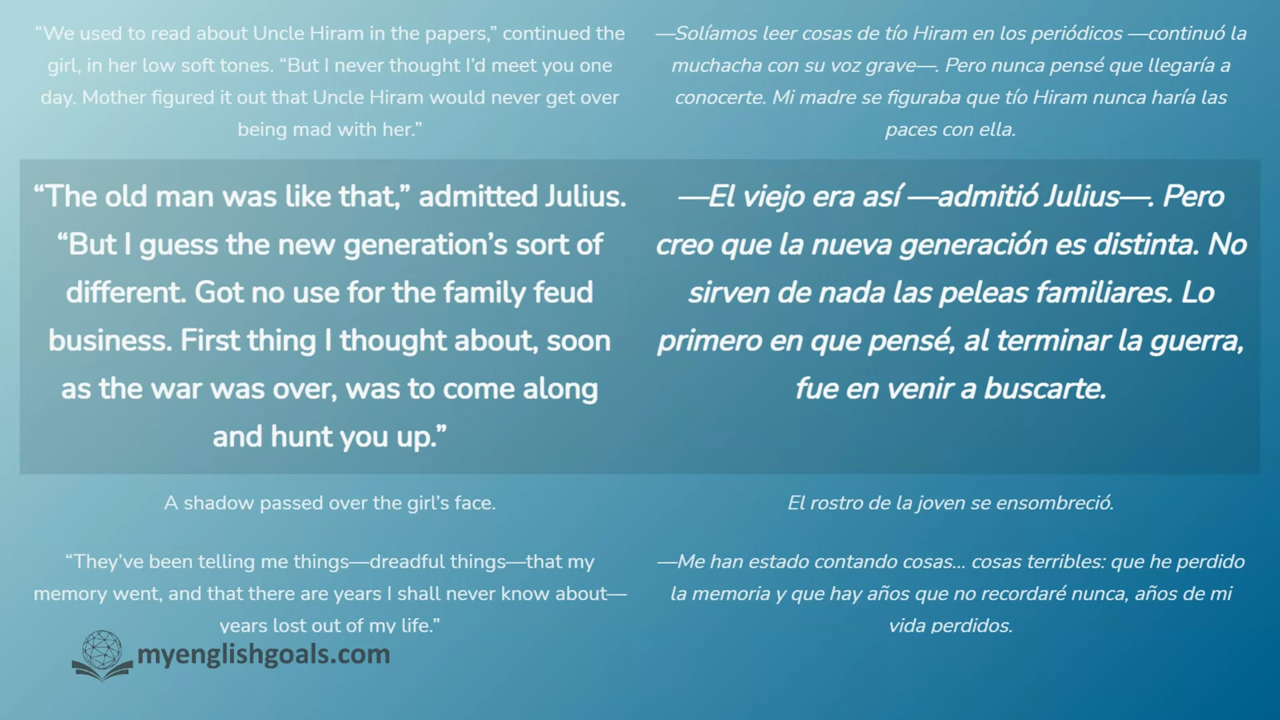 “We used to read about Uncle Hiram in the papers,” continued the
girl, in her low soft tones. “But I never thought I’d meet you one
day. Mother figured it out that Uncle Hiram would never get over
being mad with her.”
—Solíamos leer cosas de tío Hiram en los periódicos —continuó la
muchacha con su voz grave—. Pero nunca pensé que llegaría a
conocerte. Mi madre se figuraba que tío Hiram nunca haría las
paces con ella.
“The old man was like that,” admitted Julius.
“But I guess the new generation’s sort of
different. Got no use for the family feud
business. First thing I thought about, soon
as the war was over, was to come along
and hunt you up.”
—El viejo era así —admitió Julius—. Pero
creo que la nueva generación es distinta. No
sirven de nada las peleas familiares. Lo
primero en que pensé, al terminar la guerra,
fue en venir a buscarte.
A shadow passed over the girl’s face.
El rostro de la joven se ensombreció.
“They’ve been telling me things—dreadful things—that my
memory went, and that there are years I shall never know about—
years lost out of my life.”
—Me han estado contando cosas... cosas terribles: que he perdido
la memoria y que hay años que no recordaré nunca, años de mi
vida perdidos.
myenglishgoals.com